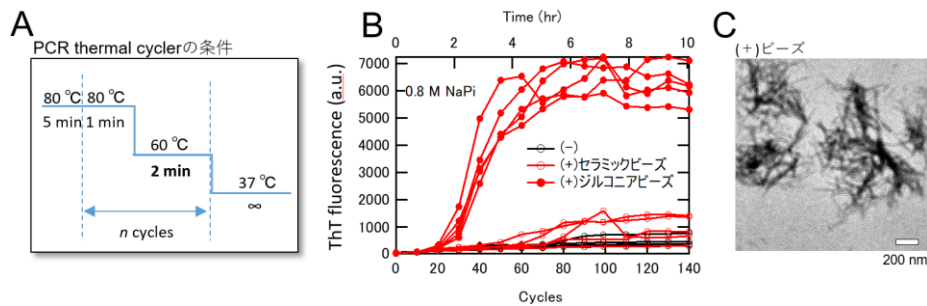 A
PCR thermal cyclerの条件
80 ℃
80 ℃
5 min
1 min
60 ℃
2 min
37 ℃
∞
n cycles
B
Time (hr)
0 2 4 6 8 10
ThT fluorescence (a.u.)
7000
6000
5000
4000
3000
2000
1000
0
0.8 M NaPi
(-)
(+)セラミックビーズ
(+)ジルコニアビーズ
0 20 40 60 80 100 120 140
Cycles
C
(+)ビーズ
200 nm